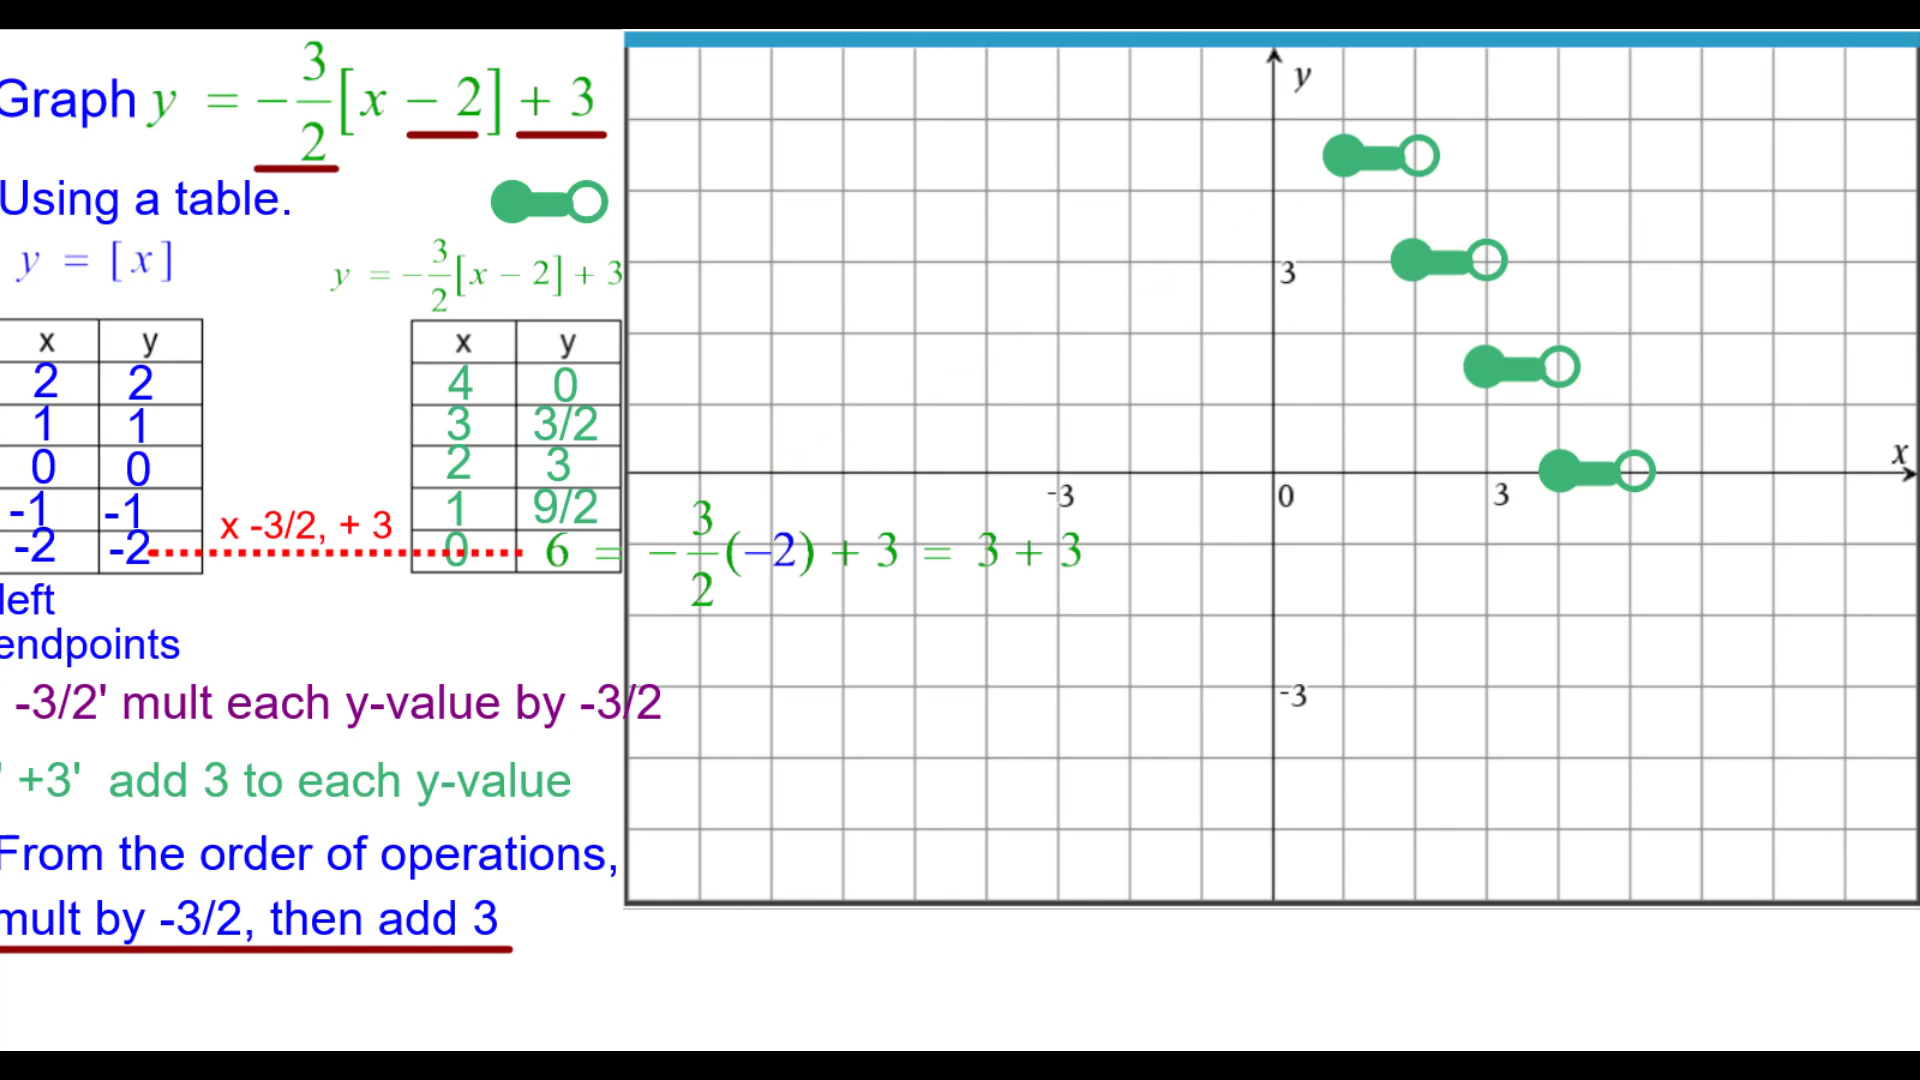 Graph y = -3/2[x - 2] + 3
Using a table.
y = [x]
y = -3/2[x - 2] + 3
x y
2 2
1 1
0 0
-1 -1
-2 -2
x -3/2, + 3
x y
4 0
3 3/2
2 3
1 9/2
0 6 = -3/2(-2) + 3 = 3 + 3
left
endpoints
' -3/2' mult each y-value by -3/2
' +3' add 3 to each y-value
From the order of operations,
mult by -3/2, then add 3
y
3
x
-3 0 3
-3